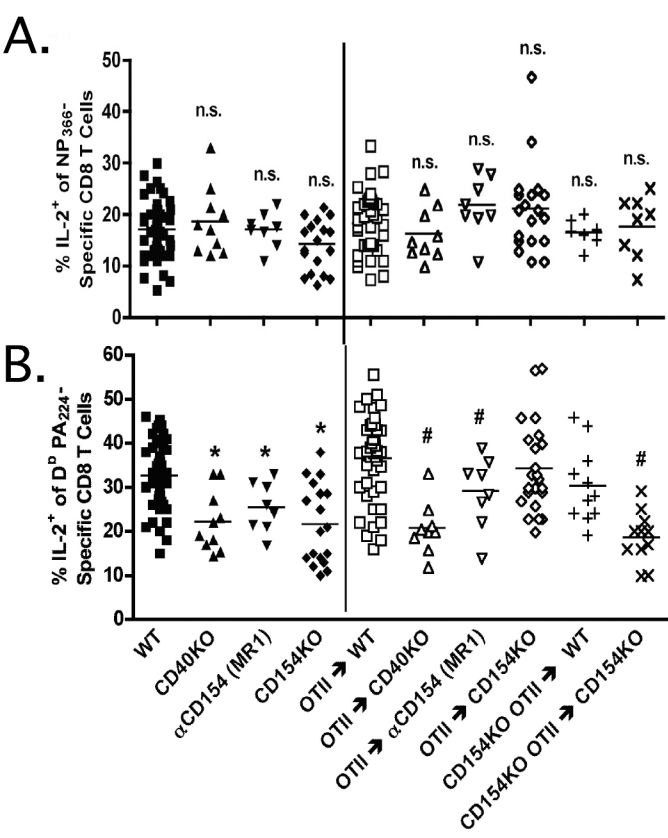 A.
% IL-2+ of NP366-
Specific CD8 T Cells
50
40
30
20
10
0
n.s.
n.s.
n.s.
n.s.
n.s.
n.s.
n.s.
n.s.
B.
% IL-2+ of Db PA224-
Specific CD8 T Cells
60
50
40
30
20
10
0
*
*
*
#
#
#
WT
CD40KO
αCD154 (MR1)
CD154KO
OTII ➔ WT
OTII ➔ CD40KO
OTII ➔ αCD154 (MR1)
OTII ➔ CD154KO
CD154KO OTII ➔ WT
CD154KO OTII ➔ CD154KO